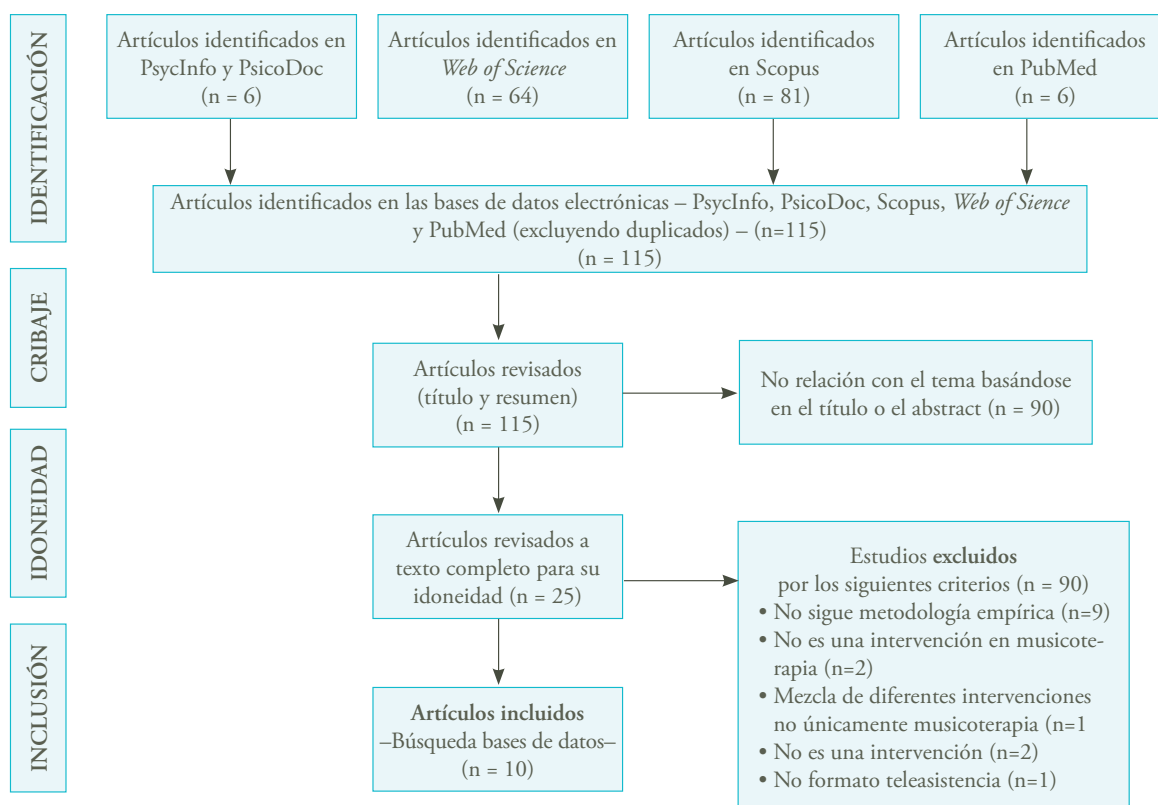 IDENTIFICACIÓN
Artículos identificados en
PsycInfo y PsicoDoc
(n = 6)
Artículos identificados en
Web of Science
(n = 64)
Artículos identificados
en Scopus
(n = 81)
Artículos identificados
en PubMed
(n = 6)
Artículos identificados en las bases de datos electrónicas – PsycInfo, PsicoDoc, Scopus, Web of Sience
y PubMed (excluyendo duplicados) – (n=115)
(n = 115)
CRIBAJE
Artículos revisados
(título y resumen)
(n = 115)
No relación con el tema basándose
en el título o el abstract (n = 90)
IDONEIDAD
Artículos revisados a
texto completo para su
idoneidad (n = 25)
Estudios excluidos
por los siguientes criterios (n = 90)
• No sigue metodología empírica (n=9)
• No es una intervención en musicote-
rapia (n=2)
• Mezcla de diferentes intervenciones
no únicamente musicoterapia (n=1
• No es una intervención (n=2)
• No formato teleasistencia (n=1)
INCLUSIÓN
Artículos incluidos
–Búsqueda bases de datos–
(n = 10)